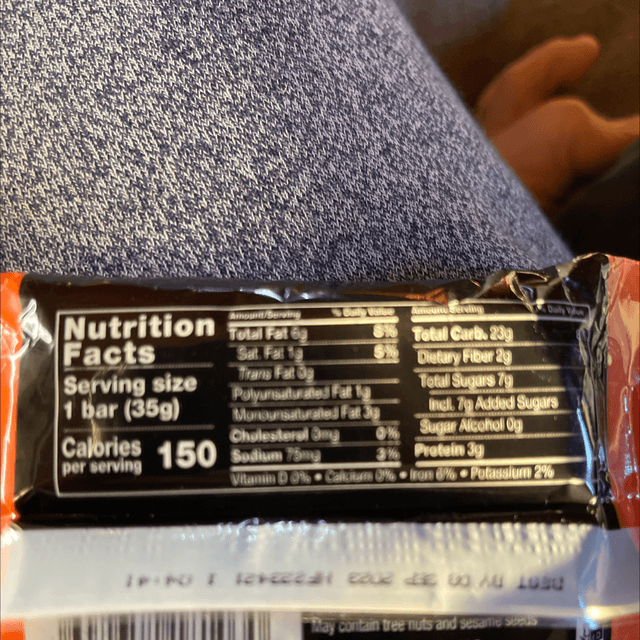 Nutrition
Facts
Serving size
1 bar (35g)
Calories
per serving
150
Amount/Serving % Daily Value
Total Fat 6g 8%
Sat. Fat 1g 5%
Trans Fat 0g
Polyunsaturated Fat 1g
Monounsaturated Fat 3g
Cholesterol 0mg 0%
Sodium 75mg 3%
Amount/Serving % Daily Value
Total Carb. 23g
Dietary Fiber 2g
Total Sugars 7g
Incl. 7g Added Sugars
Sugar Alcohol 0g
Protein 3g
Vitamin D 0% • Calcium 0% • Iron 6% • Potassium 2%
May contain tree nuts and sesame seeds